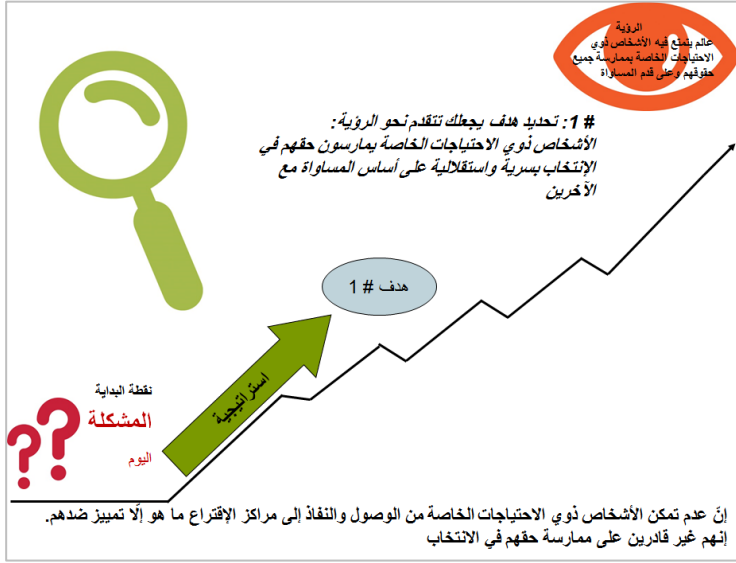 الرؤية
عالم يتمتع فيه الأشخاص ذوي
الاحتياجات الخاصة بممارسة جميع
حقوقهم وعلى قدم المساواة
# 1: تحديد هدف يجعلك تتقدم نحو الرؤية:
الأشخاص ذوي الاحتياجات الخاصة يمارسون حقهم في
الإنتخاب بسرية واستقلالية على أساس المساواة مع
الآخرين
هدف # 1
استراتيجية
نقطة البداية
المشكلة
اليوم
??
إنّ عدم تمكن الأشخاص ذوي الاحتياجات الخاصة من الوصول والنفاذ إلى مراكز الإقتراع ما هو إلّا تمييز ضدهم.
إنهم غير قادرين على ممارسة حقهم في الانتخاب